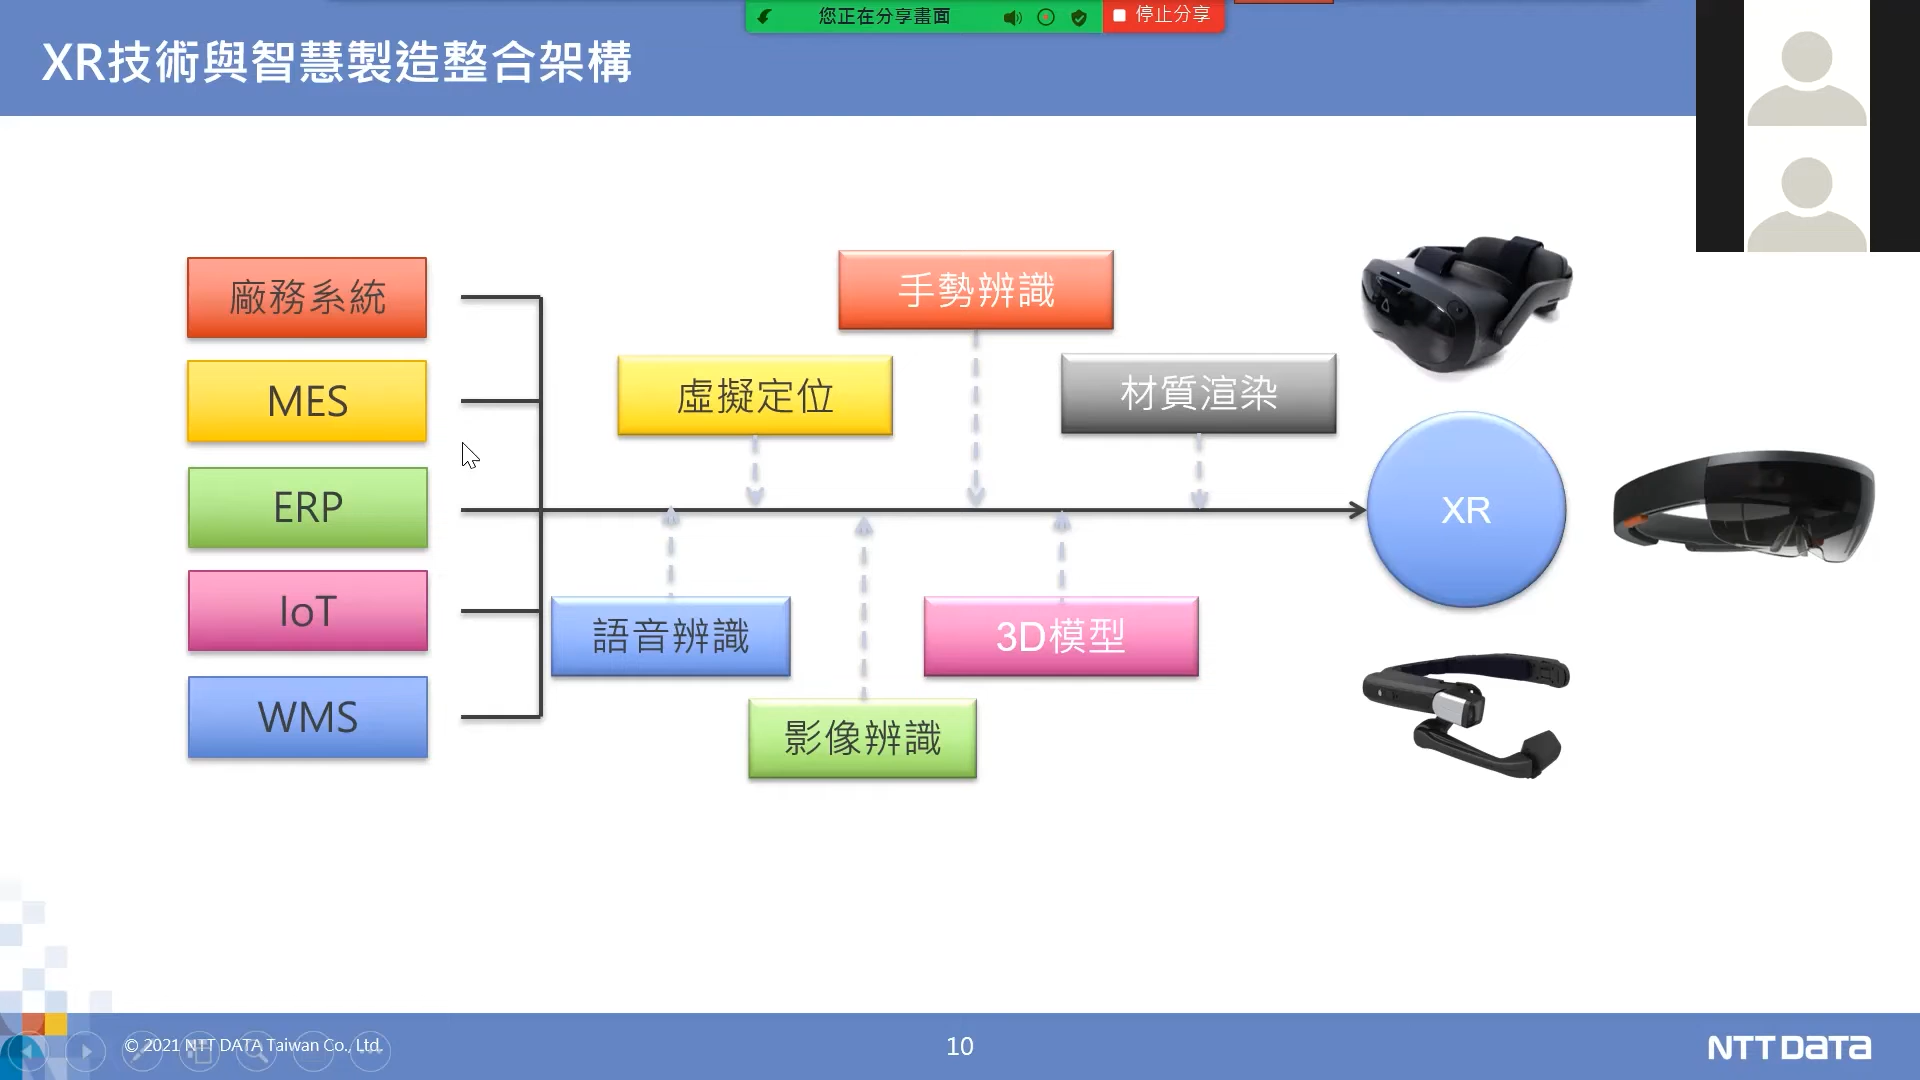 您正在分享畫面
停止分享
XR技術與智慧製造整合架構
廠務系統
MES
ERP
IoT
WMS
手勢辨識
虛擬定位
材質渲染
語音辨識
3D模型
影像辨識
XR
© 2021 NTT DATA Taiwan Co., Ltd.
10
NTT DATA